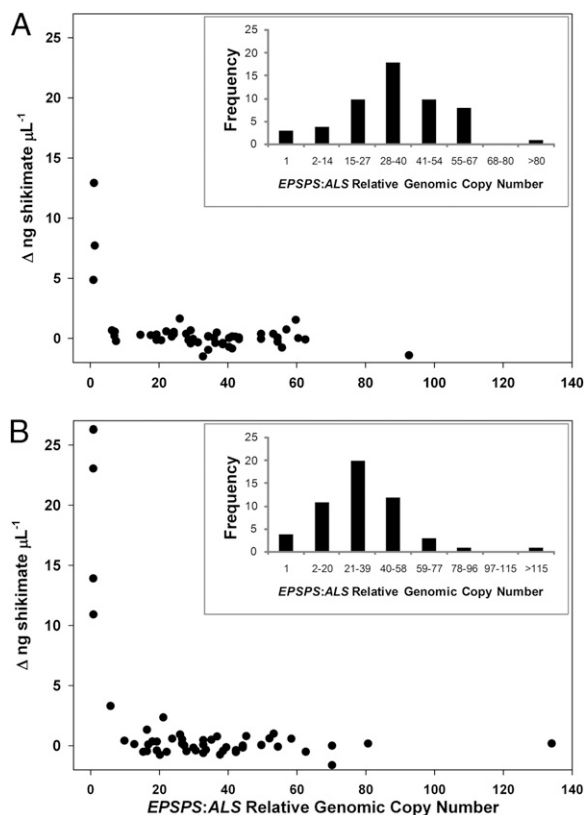 A
Δ ng shikimate µL-1
25
20
15
10
5
0
0 20 40 60 80 100 120 140
Frequency
20
15
10
5
0
1 2-14 15-27 28-40 41-54 55-67 68-80 >80
EPSPS:ALS Relative Genomic Copy Number
B
Δ ng shikimate µL-1
25
20
15
10
5
0
0 20 40 60 80 100 120 140
EPSPS:ALS Relative Genomic Copy Number
Frequency
25
20
15
10
5
0
1 2-20 21-39 40-58 59-77 78-96 97-115 >115
EPSPS:ALS Relative Genomic Copy Number